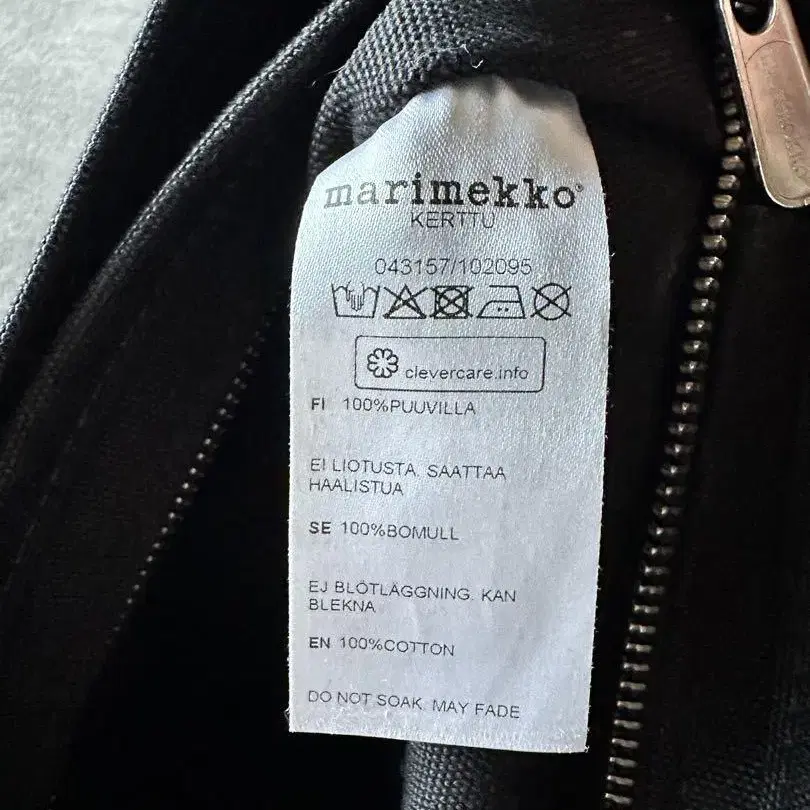 marimekko®
KERTTU
043157/102095
clevercare.info
FI 100%PUUVILLA
EI LIOTUSTA. SAATTAA
HAALISTUA
SE 100%BOMULL
EJ BLÖTLÄGGNING. KAN
BLEKNA
EN 100%COTTON
DO NOT SOAK. MAY FADE